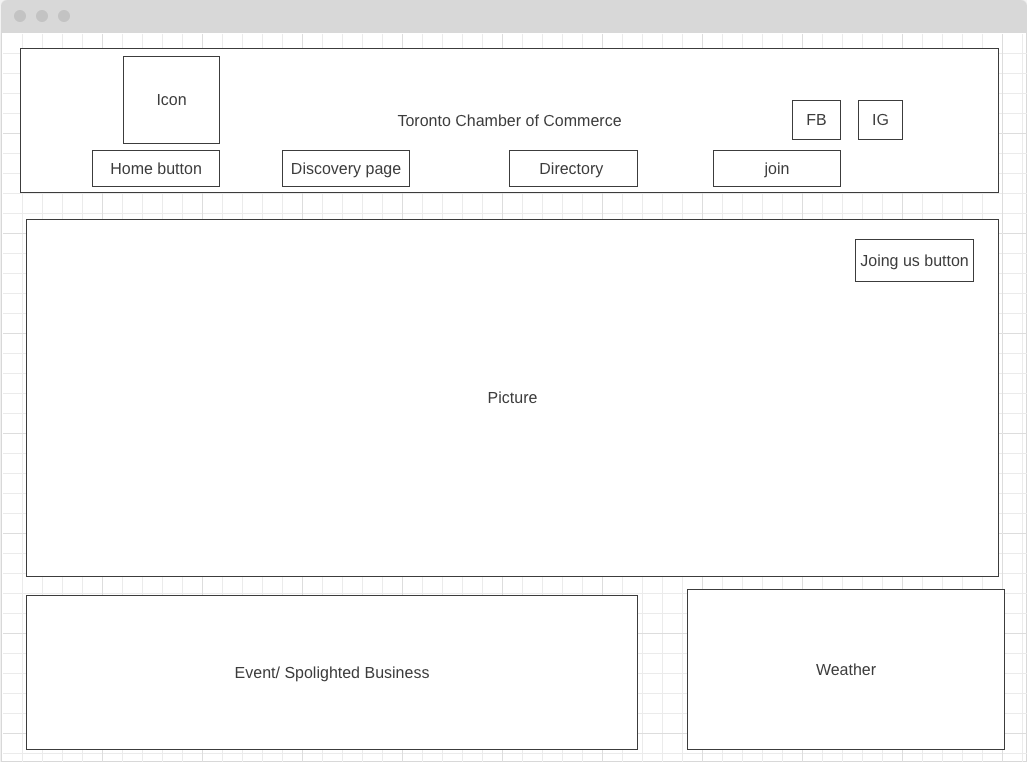 Icon
Toronto Chamber of Commerce
FB
IG
Home button
Discovery page
Directory
join
Joing us button
Picture
Event/ Spolighted Business
Weather